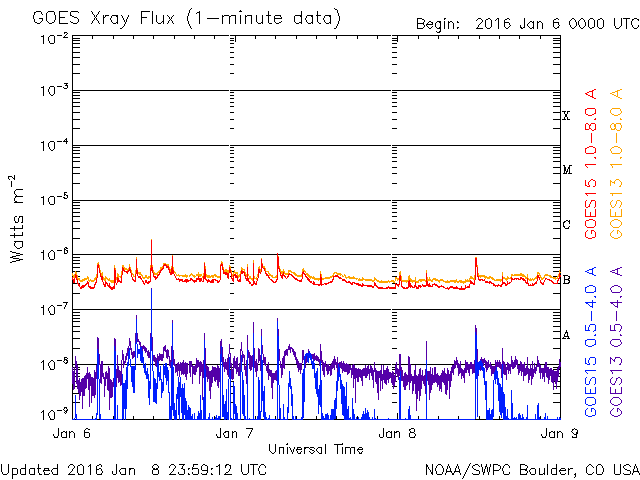 GOES Xray Flux (1-minute data)
Begin: 2016 Jan 6 0000 UTC
10-2
10-3
10-4
10-5
10-6
10-7
10-8
10-9
Watts m-2
X
M
C
B
A
GOES15 1.0-8.0 A
GOES13 1.0-8.0 A
GOES15 0.5-4.0 A
GOES13 0.5-4.0 A
Jan 6 Jan 7 Jan 8 Jan 9
Universal Time
Updated 2016 Jan 8 23:59:12 UTC
NOAA/SWPC Boulder, CO USA